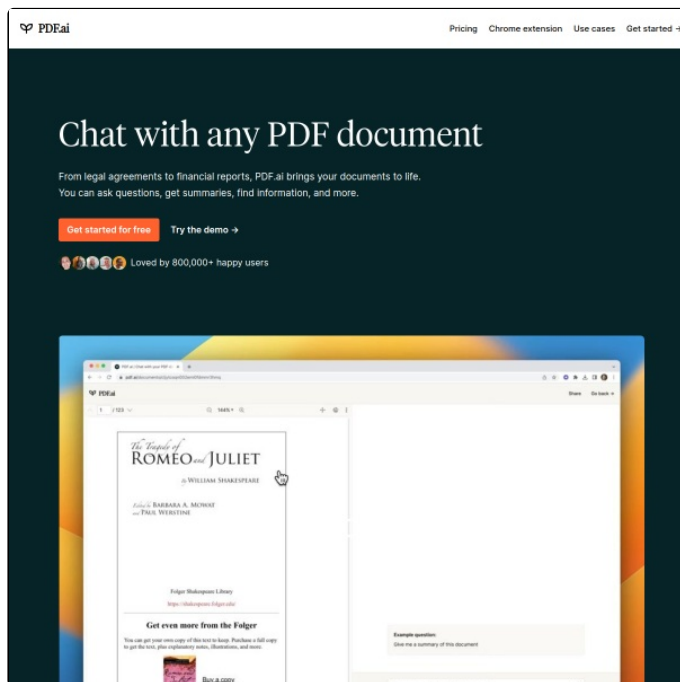 PDF.ai
Pricing Chrome extension Use cases Get started →
Chat with any PDF document
From legal agreements to financial reports, PDF.ai brings your documents to life.
You can ask questions, get summaries, find information, and more.
Get started for free Try the demo →
Loved by 800,000+ happy users
PDF.ai
Share Go back →
1 / 123 144%
The Tragedy of
ROMEO and JULIET
by WILLIAM SHAKESPEARE
Edited by BARBARA A. MOWAT
and PAUL WERSTINE
Folger Shakespeare Library
https://shakespeare.folger.edu/
Get even more from the Folger
You can get your own copy of this text to keep. Purchase a full copy
to get the text, plus explanatory notes, illustrations, and more.
Buy a copy
Example question:
Give me a summary of this document